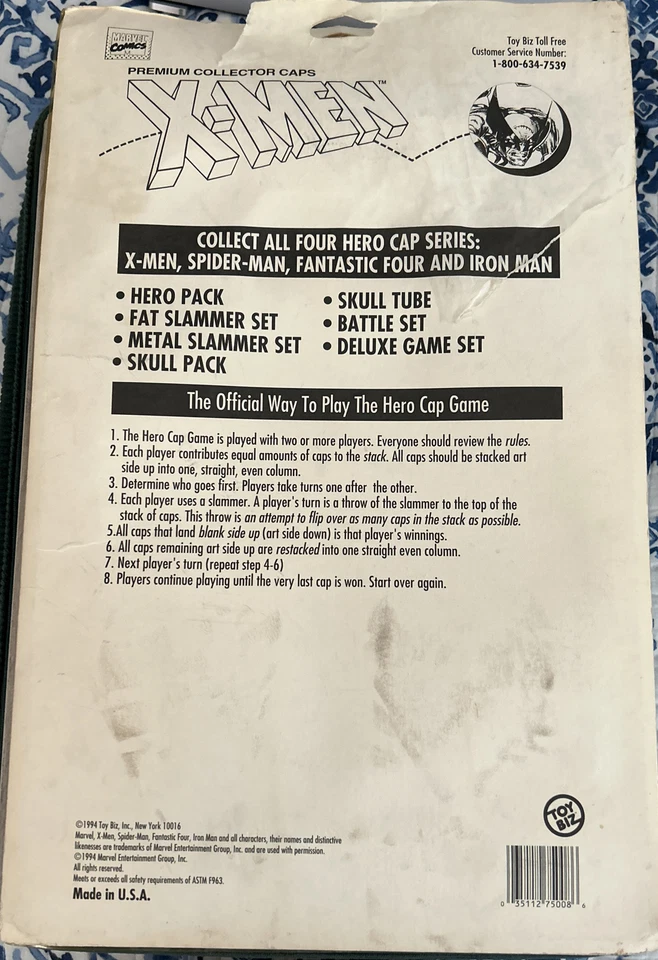 MARVEL
COMICS
Toy Biz Toll Free
Customer Service Number:
1-800-634-7539
PREMIUM COLLECTOR CAPS
X-MEN™
COLLECT ALL FOUR HERO CAP SERIES:
X-MEN, SPIDER-MAN, FANTASTIC FOUR AND IRON MAN
• HERO PACK
• FAT SLAMMER SET
• METAL SLAMMER SET
• SKULL PACK
• SKULL TUBE
• BATTLE SET
• DELUXE GAME SET
The Official Way To Play The Hero Cap Game
1. The Hero Cap Game is played with two or more players. Everyone should review the rules.
2. Each player contributes equal amounts of caps to the stack. All caps should be stacked art
side up into one, straight, even column.
3. Determine who goes first. Players take turns one after the other.
4. Each player uses a slammer. A player's turn is a throw of the slammer to the top of the
stack of caps. This throw is an attempt to flip over as many caps in the stack as possible.
5.All caps that land blank side up (art side down) is that player's winnings.
6. All caps remaining art side up are restacked into one straight even column.
7. Next player's turn (repeat step 4-6)
8. Players continue playing until the very last cap is won. Start over again.
©1994 Toy Biz, Inc., New York 10016
Marvel, X-Men, Spider-Man, Fantastic Four, Iron Man and all characters, their names and distinctive
likenesses are trademarks of Marvel Entertainment Group, Inc. and are used with permission.
©1994 Marvel Entertainment Group, Inc.
All rights reserved.
Meets or exceeds all safety requirements of ASTM F963.
Made in U.S.A.
TOY
BIZ
0 35112 75008 6